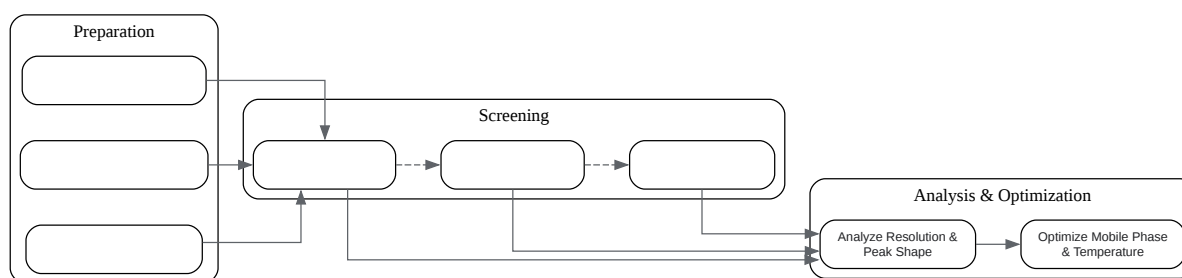 Preparation
Screening
Analysis & Optimization
Analyze Resolution &
Peak Shape
Optimize Mobile Phase
& Temperature